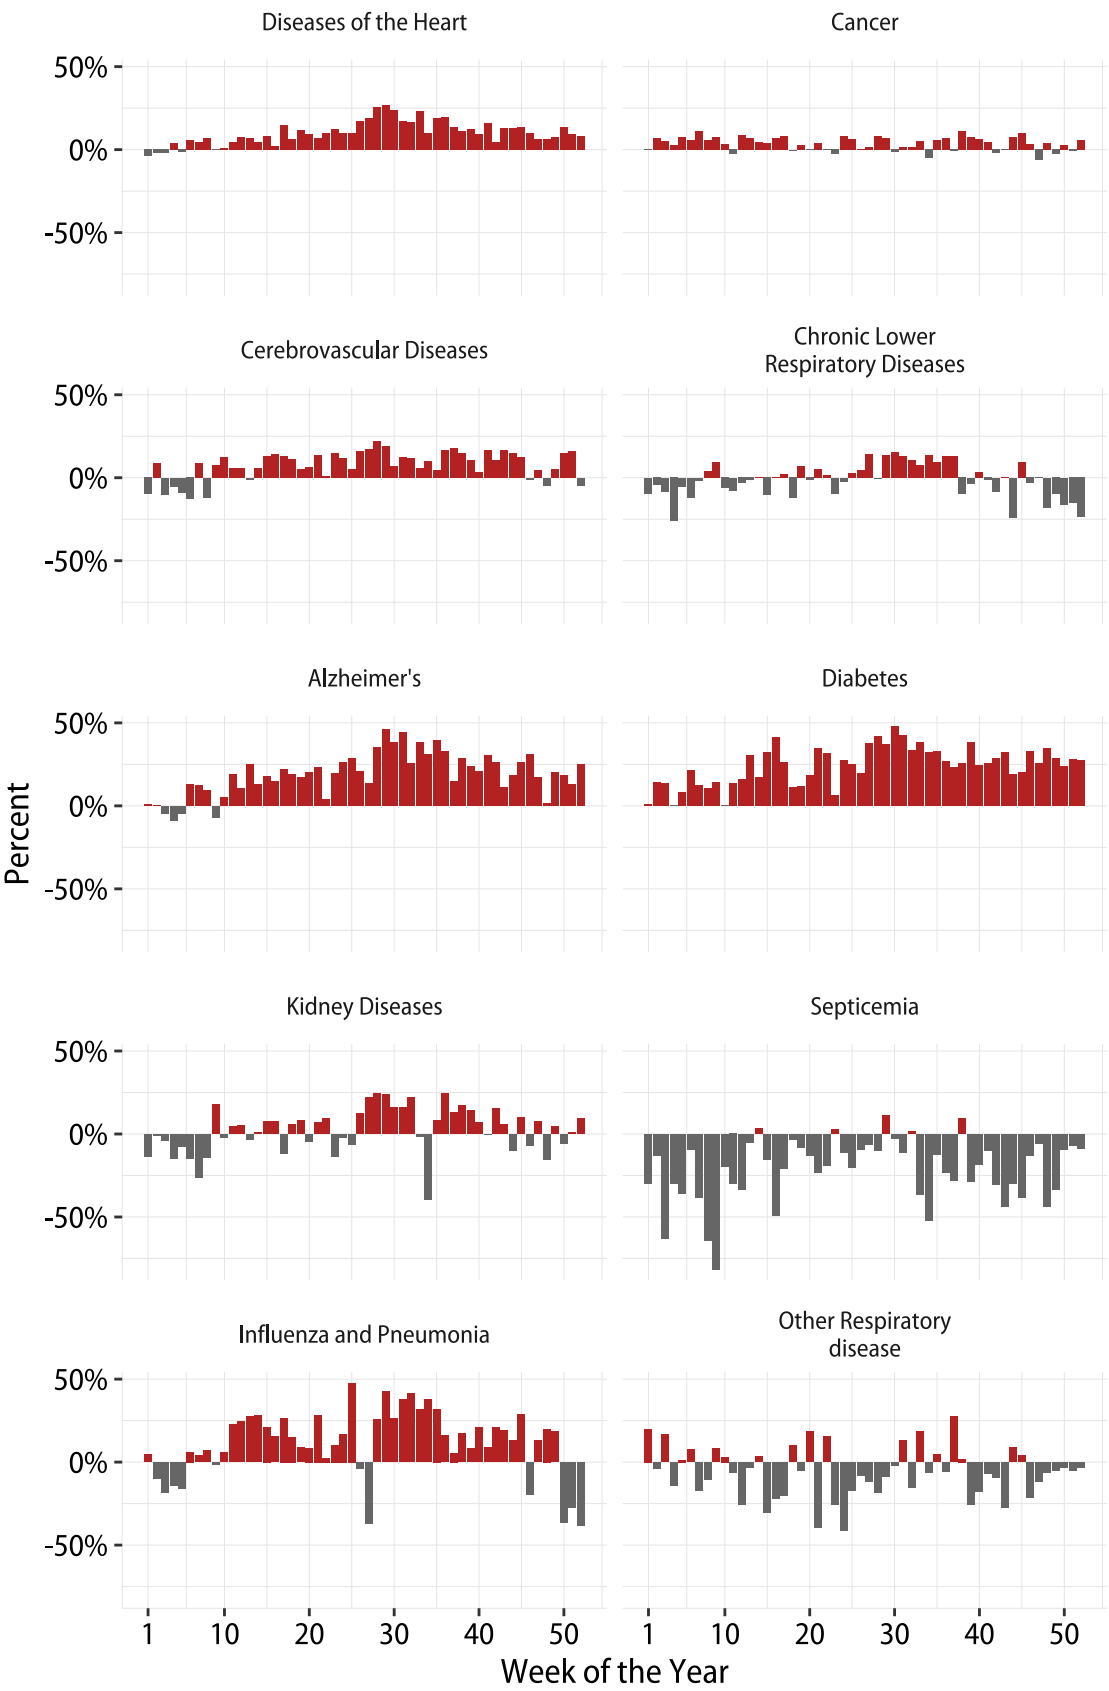 Diseases of the Heart
Cancer
50%
0%
-50%
Cerebrovascular Diseases
Chronic Lower
Respiratory Diseases
50%
0%
-50%
Alzheimer's
Diabetes
50%
0%
-50%
Percent
Kidney Diseases
Septicemia
50%
0%
-50%
Influenza and Pneumonia
Other Respiratory
disease
50%
0%
-50%
1 10 20 30 40 50
1 10 20 30 40 50
Week of the Year